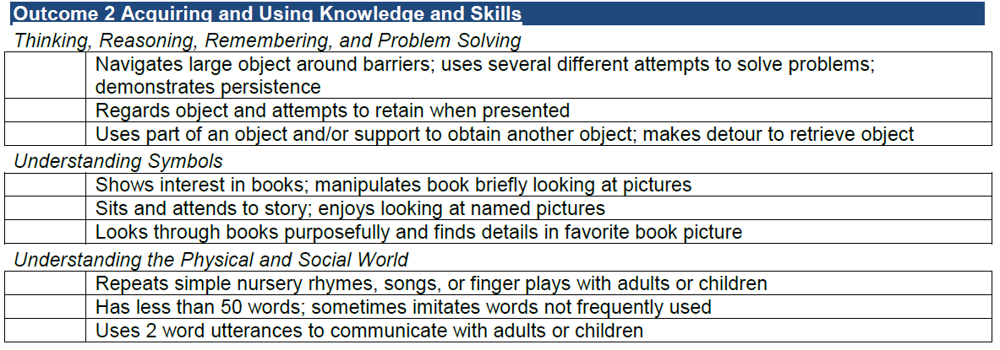 Outcome 2 Acquiring and Using Knowledge and Skills
Thinking, Reasoning, Remembering, and Problem Solving
Navigates large object around barriers; uses several different attempts to solve problems;
demonstrates persistence
Regards object and attempts to retain when presented
Uses part of an object and/or support to obtain another object; makes detour to retrieve object
Understanding Symbols
Shows interest in books; manipulates book briefly looking at pictures
Sits and attends to story; enjoys looking at named pictures
Looks through books purposefully and finds details in favorite book picture
Understanding the Physical and Social World
Repeats simple nursery rhymes, songs, or finger plays with adults or children
Has less than 50 words; sometimes imitates words not frequently used
Uses 2 word utterances to communicate with adults or children